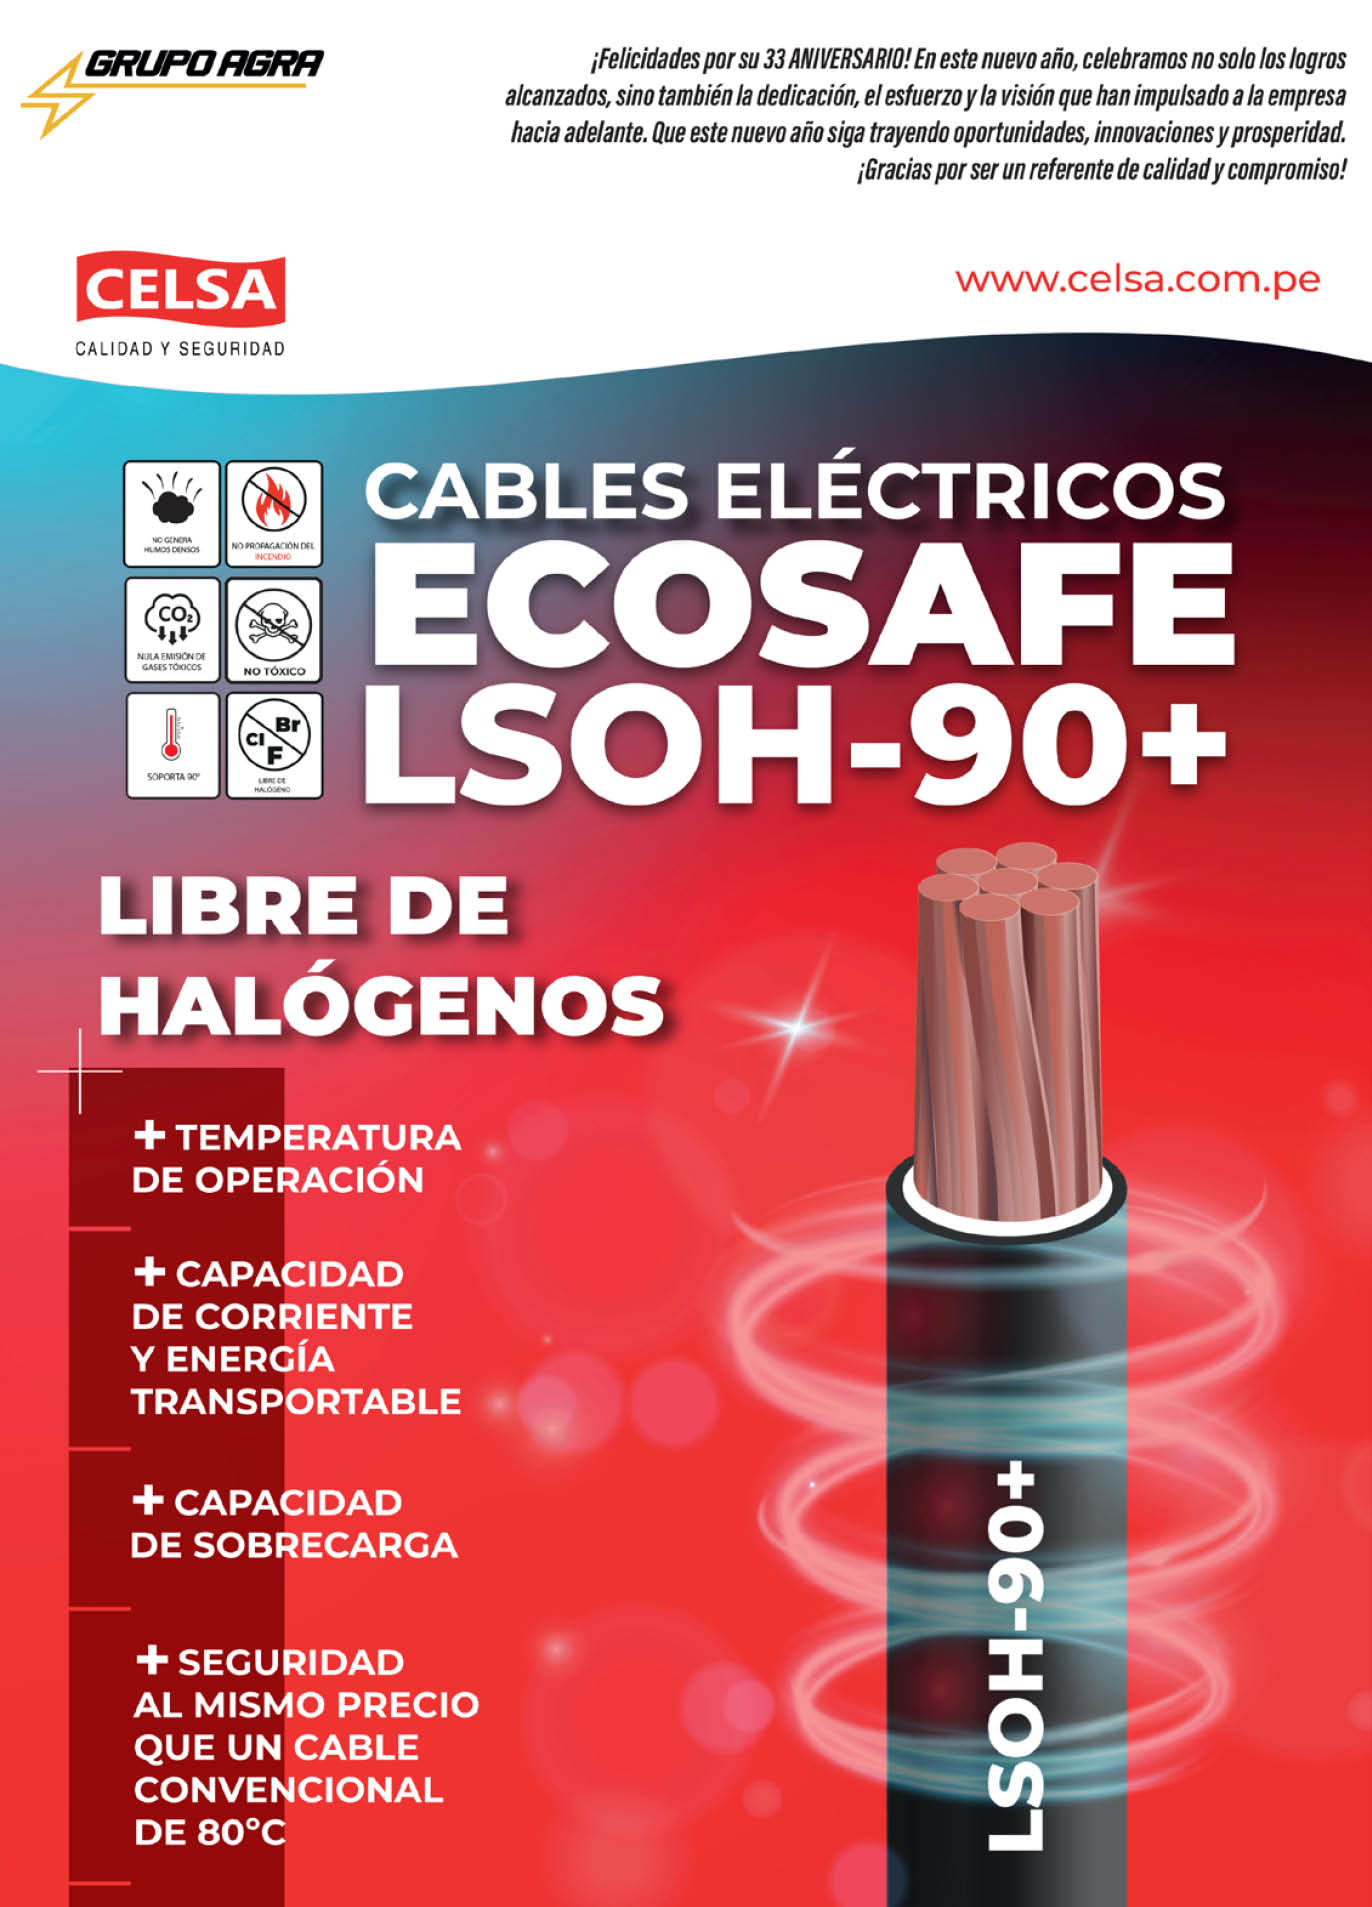 GRUPO AGRA
¡Felicidades por su 33 ANIVERSARIO! En este nuevo año, celebramos no solo los logros
alcanzados, sino también la dedicación, el esfuerzo y la visión que han impulsado a la empresa
hacia adelante. Que este nuevo año siga trayendo oportunidades, innovaciones y prosperidad.
¡Gracias por ser un referente de calidad y compromiso!
CELSA
CALIDAD Y SEGURIDAD
www.celsa.com.pe
NO GENERA
HUMOS DENSOS
NO PROPAGACIÓN DEL
INCENDIO
CO₂
NULA EMISIÓN DE
GASES TÓXICOS
NO TÓXICO
SOPORTA 90°
Br
Cl
F
LIBRE DE
HALÓGENO
CABLES ELÉCTRICOS
ECOSAFE
LSOH-90+
LIBRE DE
HALÓGENOS
+ TEMPERATURA
DE OPERACIÓN
+ CAPACIDAD
DE CORRIENTE
Y ENERGÍA
TRANSPORTABLE
+ CAPACIDAD
DE SOBRECARGA
+ SEGURIDAD
AL MISMO PRECIO
QUE UN CABLE
CONVENCIONAL
DE 80°C
LSOH-90+